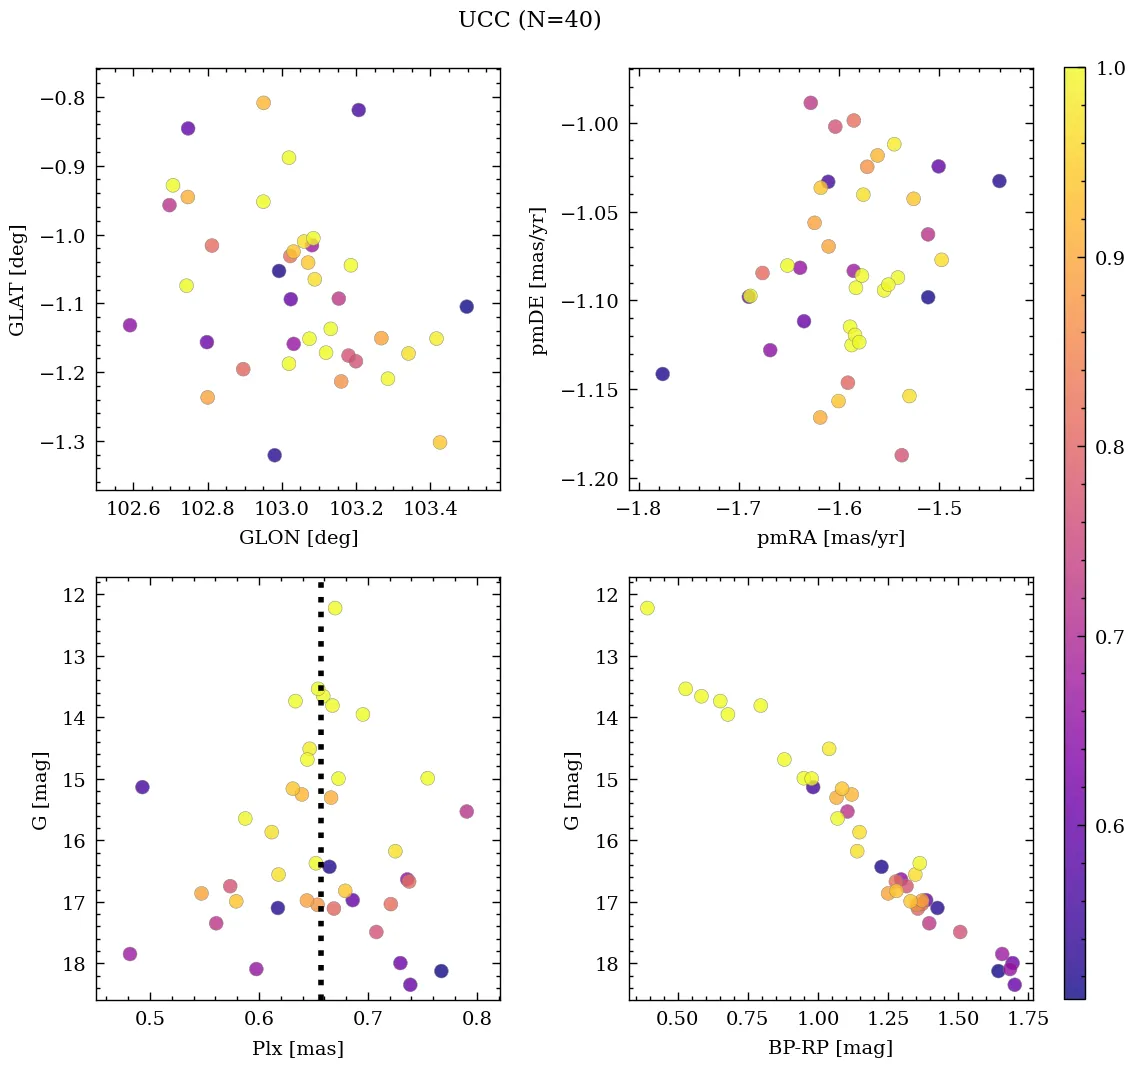 UCC (N=40)
−0.8
−0.9
−1.0
−1.1
−1.2
−1.3
GLAT [deg]
102.6 102.8 103.0 103.2 103.4
GLON [deg]
−1.00
−1.05
−1.10
−1.15
−1.20
pmDE [mas/yr]
−1.8 −1.7 −1.6 −1.5
pmRA [mas/yr]
12
13
14
15
16
17
18
G [mag]
0.5 0.6 0.7 0.8
Plx [mas]
12
13
14
15
16
17
18
G [mag]
0.50 0.75 1.00 1.25 1.50 1.75
BP-RP [mag]
1.0
0.9
0.8
0.7
0.6